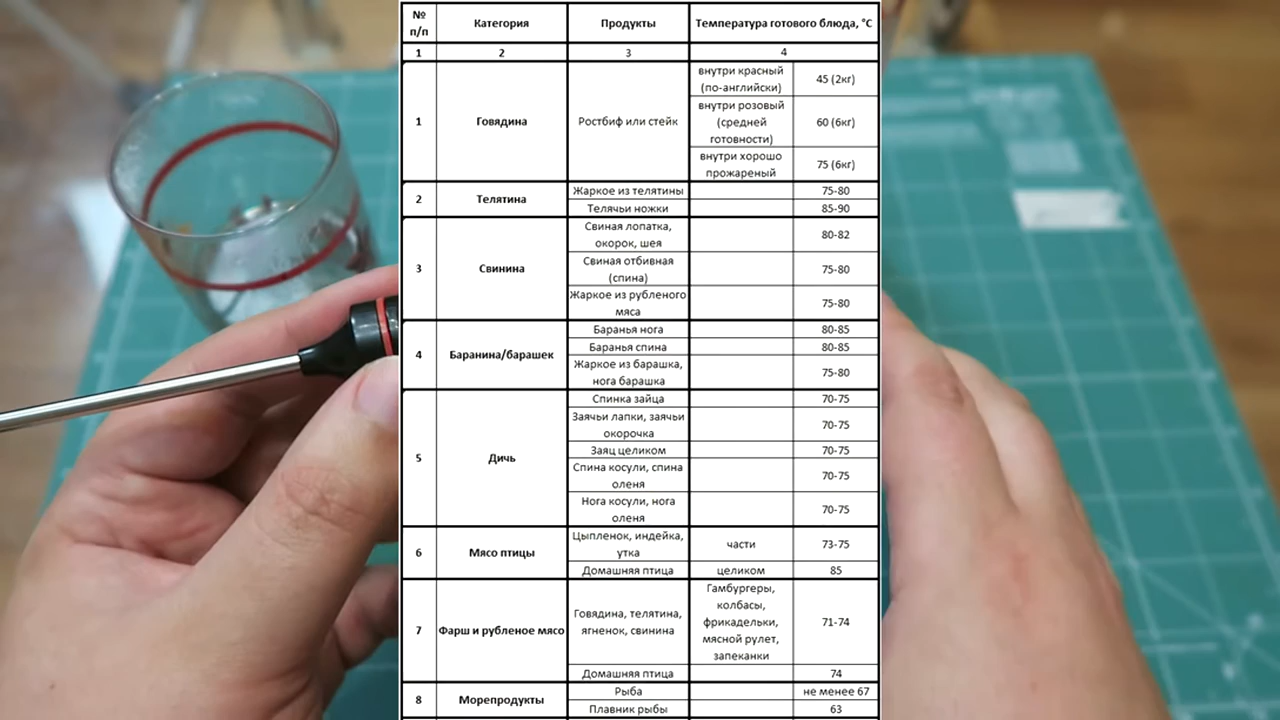 № п/п Категория Продукты Температура готового блюда, °С
1 2 3 4
1 Говядина Ростбиф или стейк внутри красный (по-английски) 45 (2кг)
внутри розовый (средней готовности) 60 (6кг)
внутри хорошо прожареный 75 (6кг)
2 Телятина Жаркое из телятины 75-80
Телячьи ножки 85-90
3 Свинина Свиная лопатка, окорок, шея 80-82
Свиная отбивная (спина) 75-80
Жаркое из рубленого мяса 75-80
4 Баранина/барашек Баранья нога 80-85
Баранья спина 80-85
Жаркое из барашка, нога барашка 75-80
5 Дичь Спинка зайца 70-75
Заячьи лапки, заячьи окорочка 70-75
Заяц целиком 70-75
Спина косули, спина оленя 70-75
Нога косули, нога оленя 70-75
6 Мясо птицы Цыпленок, индейка, утка части 73-75
Домашняя птица целиком 85
7 Фарш и рубленое мясо Говядина, телятина, ягненок, свинина Гамбургеры, колбасы, фрикадельки, мясной рулет, запеканки 71-74
Домашняя птица 74
8 Морепродукты Рыба не менее 67
Плавник рыбы 63